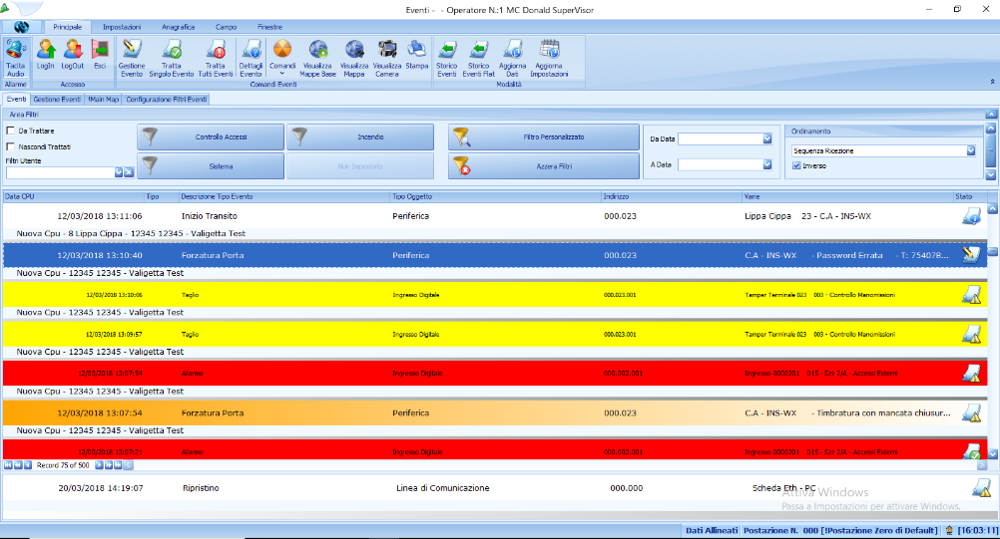 Eventi - - Operatore N.:1 MC Donald SuperVisor
Principale Impostazioni Anagrafica Campo Finestre
Tacita Audio LogIn LogOut Esci Gestione Evento Tratta Singolo Evento Tratta Tutti Eventi Dettagli Evento Comandi Visualizza Mappe Base Visualizza Mappa Visualizza Camera Stampa Storico Eventi Storico Eventi Flat Aggiorna Dati Aggiorna Impostazioni
Allarme Accesso Comandi Eventi Modalità
Eventi Gestione Eventi !Main Map Configurazione Filtri Eventi
Area Filtri
Da Trattare
Nascondi Trattati
Filtri Utente
Controllo Accessi Incendio Filtro Personalizzato
Sistema Non Impostato Azzera Filtri
Da Data
A Data
Ordinamento
Sequenza Ricezione
Inverso
Data CPU Tipo Descrizione Tipo Evento Tipo Oggetto Indirizzo Varie Stato
12/03/2018 13:11:06 Inizio Transito Periferica 000.023 Lippa Cippa 23 - C.A - INS-WX
Nuova Cpu - 8 Lippa Cippa - 12345 12345 - Valigetta Test
12/03/2018 13:10:40 Forzatura Porta Periferica 000.023 C.A - INS-WX - Password Errata - T: 754078...
Nuova Cpu - 12345 12345 - Valigetta Test
12/03/2018 13:10:06 Taglio Ingresso Digitale 000.023.001 Tamper Terminale 023 003 - Controllo Manomissioni
Nuova Cpu - 12345 12345 - Valigetta Test
12/03/2018 13:09:57 Taglio Ingresso Digitale 000.023.001 Tamper Terminale 023 003 - Controllo Manomissioni
Nuova Cpu - 12345 12345 - Valigetta Test
12/03/2018 13:07:54 Allarme Ingresso Digitale 000.002.001 Ingresso 0000201 015 - Szz 2/A - Accessi Esterni
Nuova Cpu - 12345 12345 - Valigetta Test
12/03/2018 13:07:54 Forzatura Porta Periferica 000.023 C.A - INS-WX - Timbratura con mancata chiusur...
Nuova Cpu - 12345 12345 - Valigetta Test
12/03/2018 13:07:21 Allarme Ingresso Digitale 000.002.001 Ingresso 0000201 015 - Szz 2/A - Accessi Esterni
Record 75 of 500
20/03/2018 14:19:07 Ripristino Linea di Comunicazione 000.000 Scheda Eth - PC
Attiva Windows
Passa a Impostazioni per attivare Windows.
Dati Allineati Postazione N. 000 [!Postazione Zero di Default] [16:03:11]